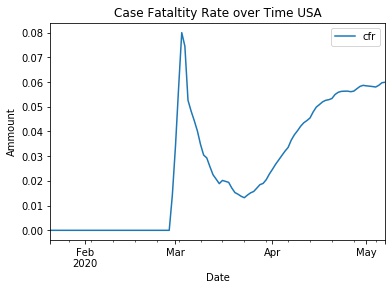 Case Fataltity Rate over Time USA
cfr
0.08
0.07
0.06
0.05
0.04
0.03
0.02
0.01
0.00
Ammount
Feb
2020
Mar
Apr
May
Date